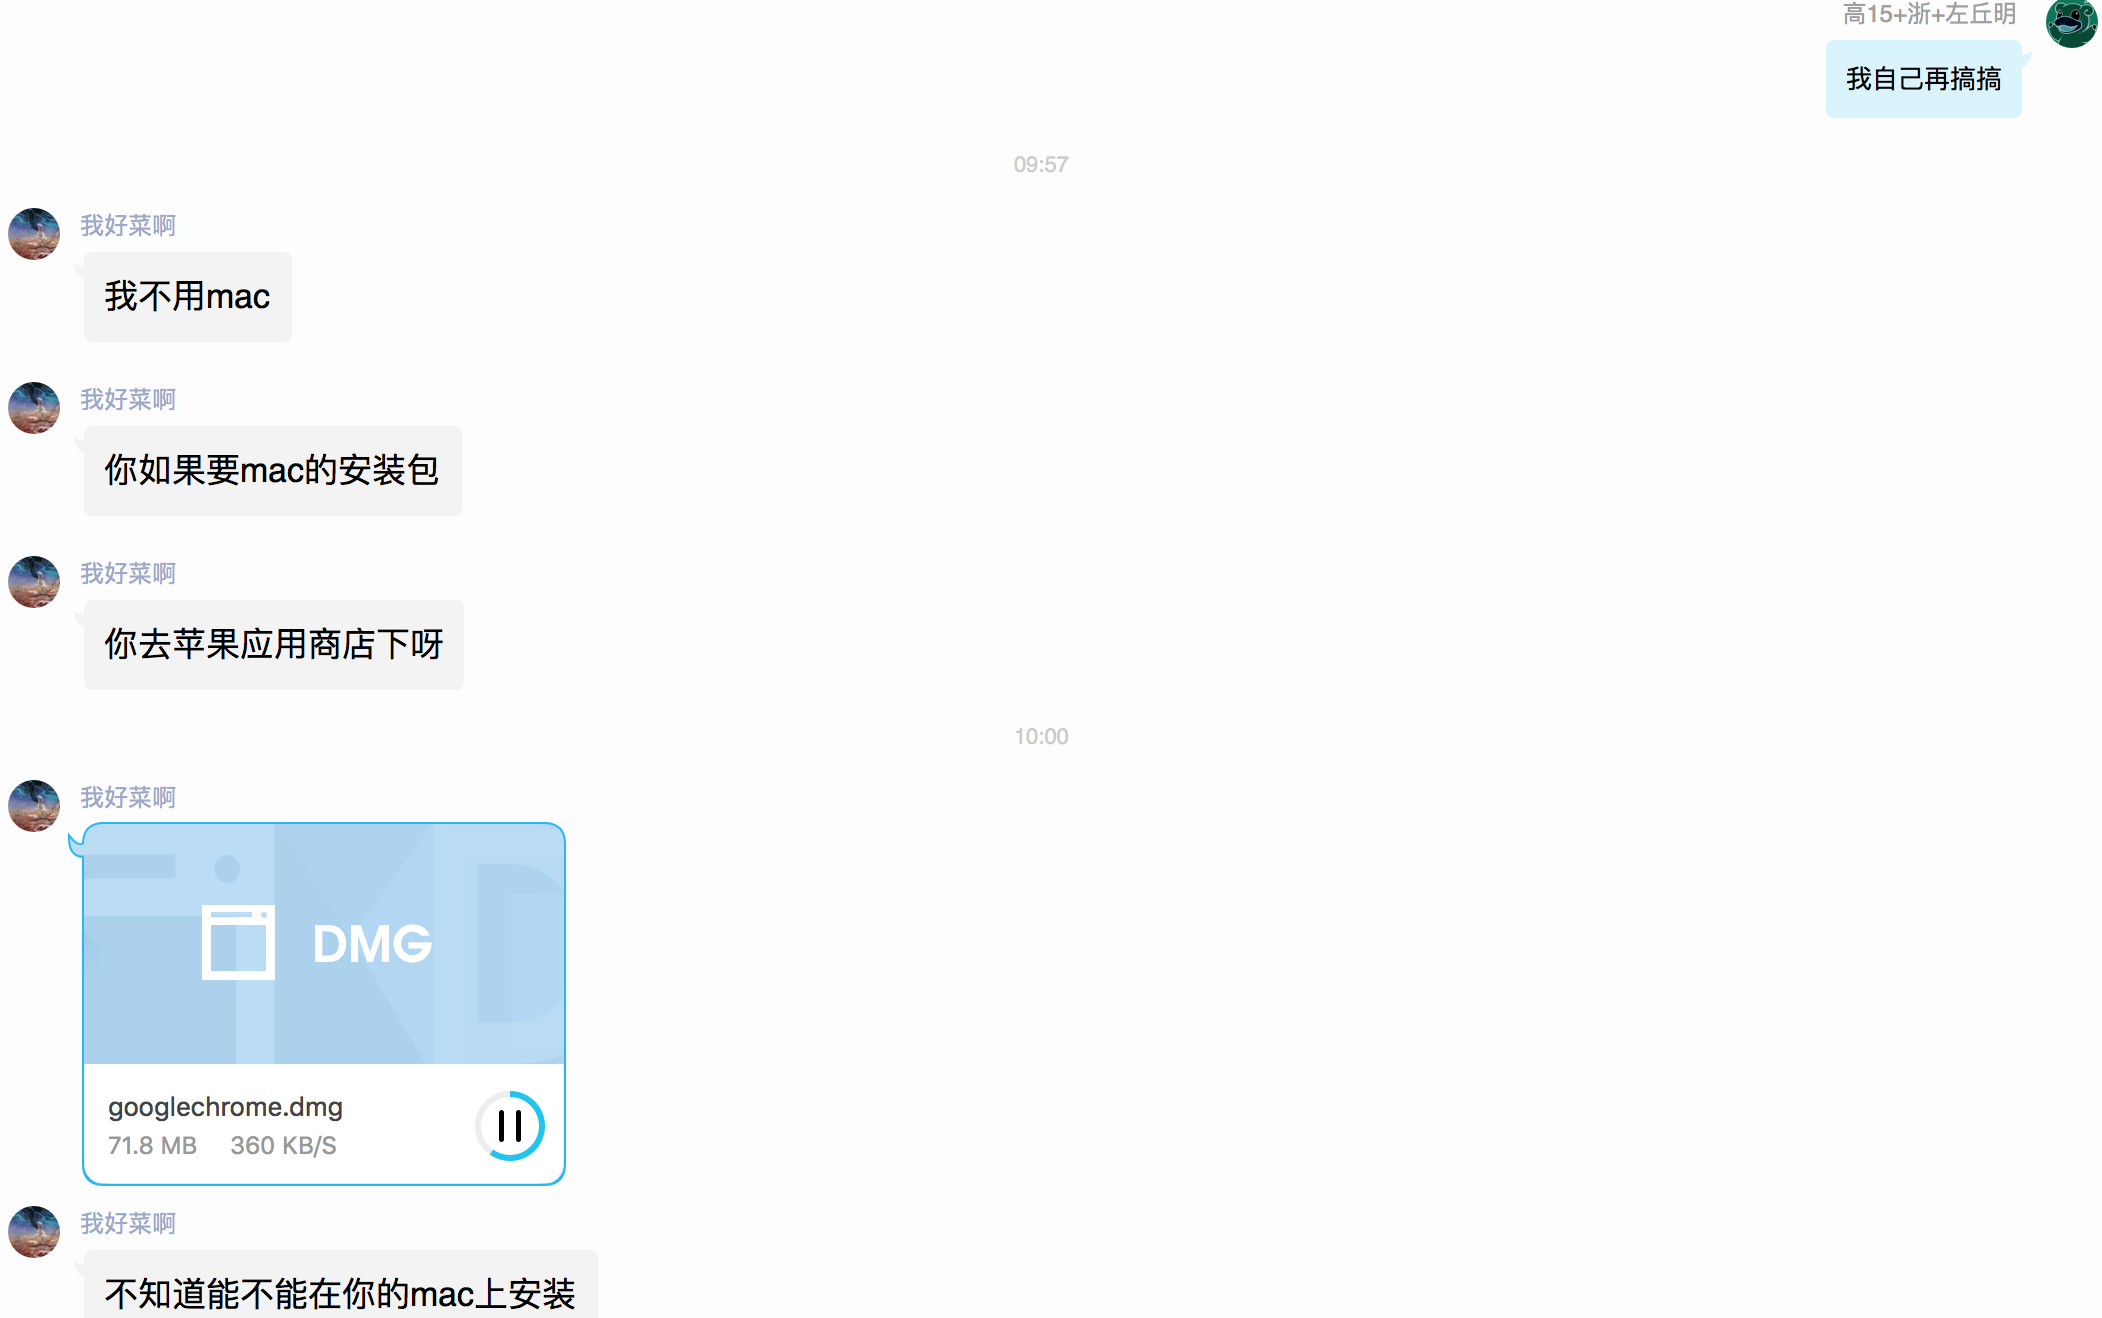 高15+浙+左丘明
我自己再搞搞
09:57
我好菜啊
我不用mac
我好菜啊
你如果要mac的安装包
我好菜啊
你去苹果应用商店下呀
10:00
我好菜啊
DMG
googlechrome.dmg
71.8 MB 360 KB/S
我好菜啊
不知道能不能在你的mac上安装